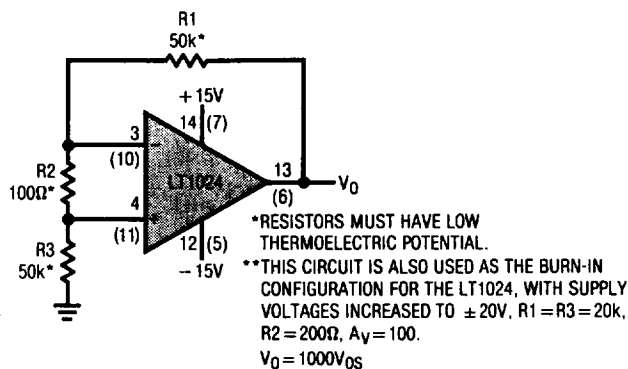 R1
50k*
+15V
14 (7)
3
(10)
−
R2
100Ω*
LT1024
13
(6)
V₀
4
(11)
+
R3
50k*
12 (5)
−15V
*RESISTORS MUST HAVE LOW
THERMOELECTRIC POTENTIAL.
**THIS CIRCUIT IS ALSO USED AS THE BURN-IN
CONFIGURATION FOR THE LT1024, WITH SUPPLY
VOLTAGES INCREASED TO ±20V, R1=R3=20k,
R2=200Ω, AV=100.
V₀=1000VOS